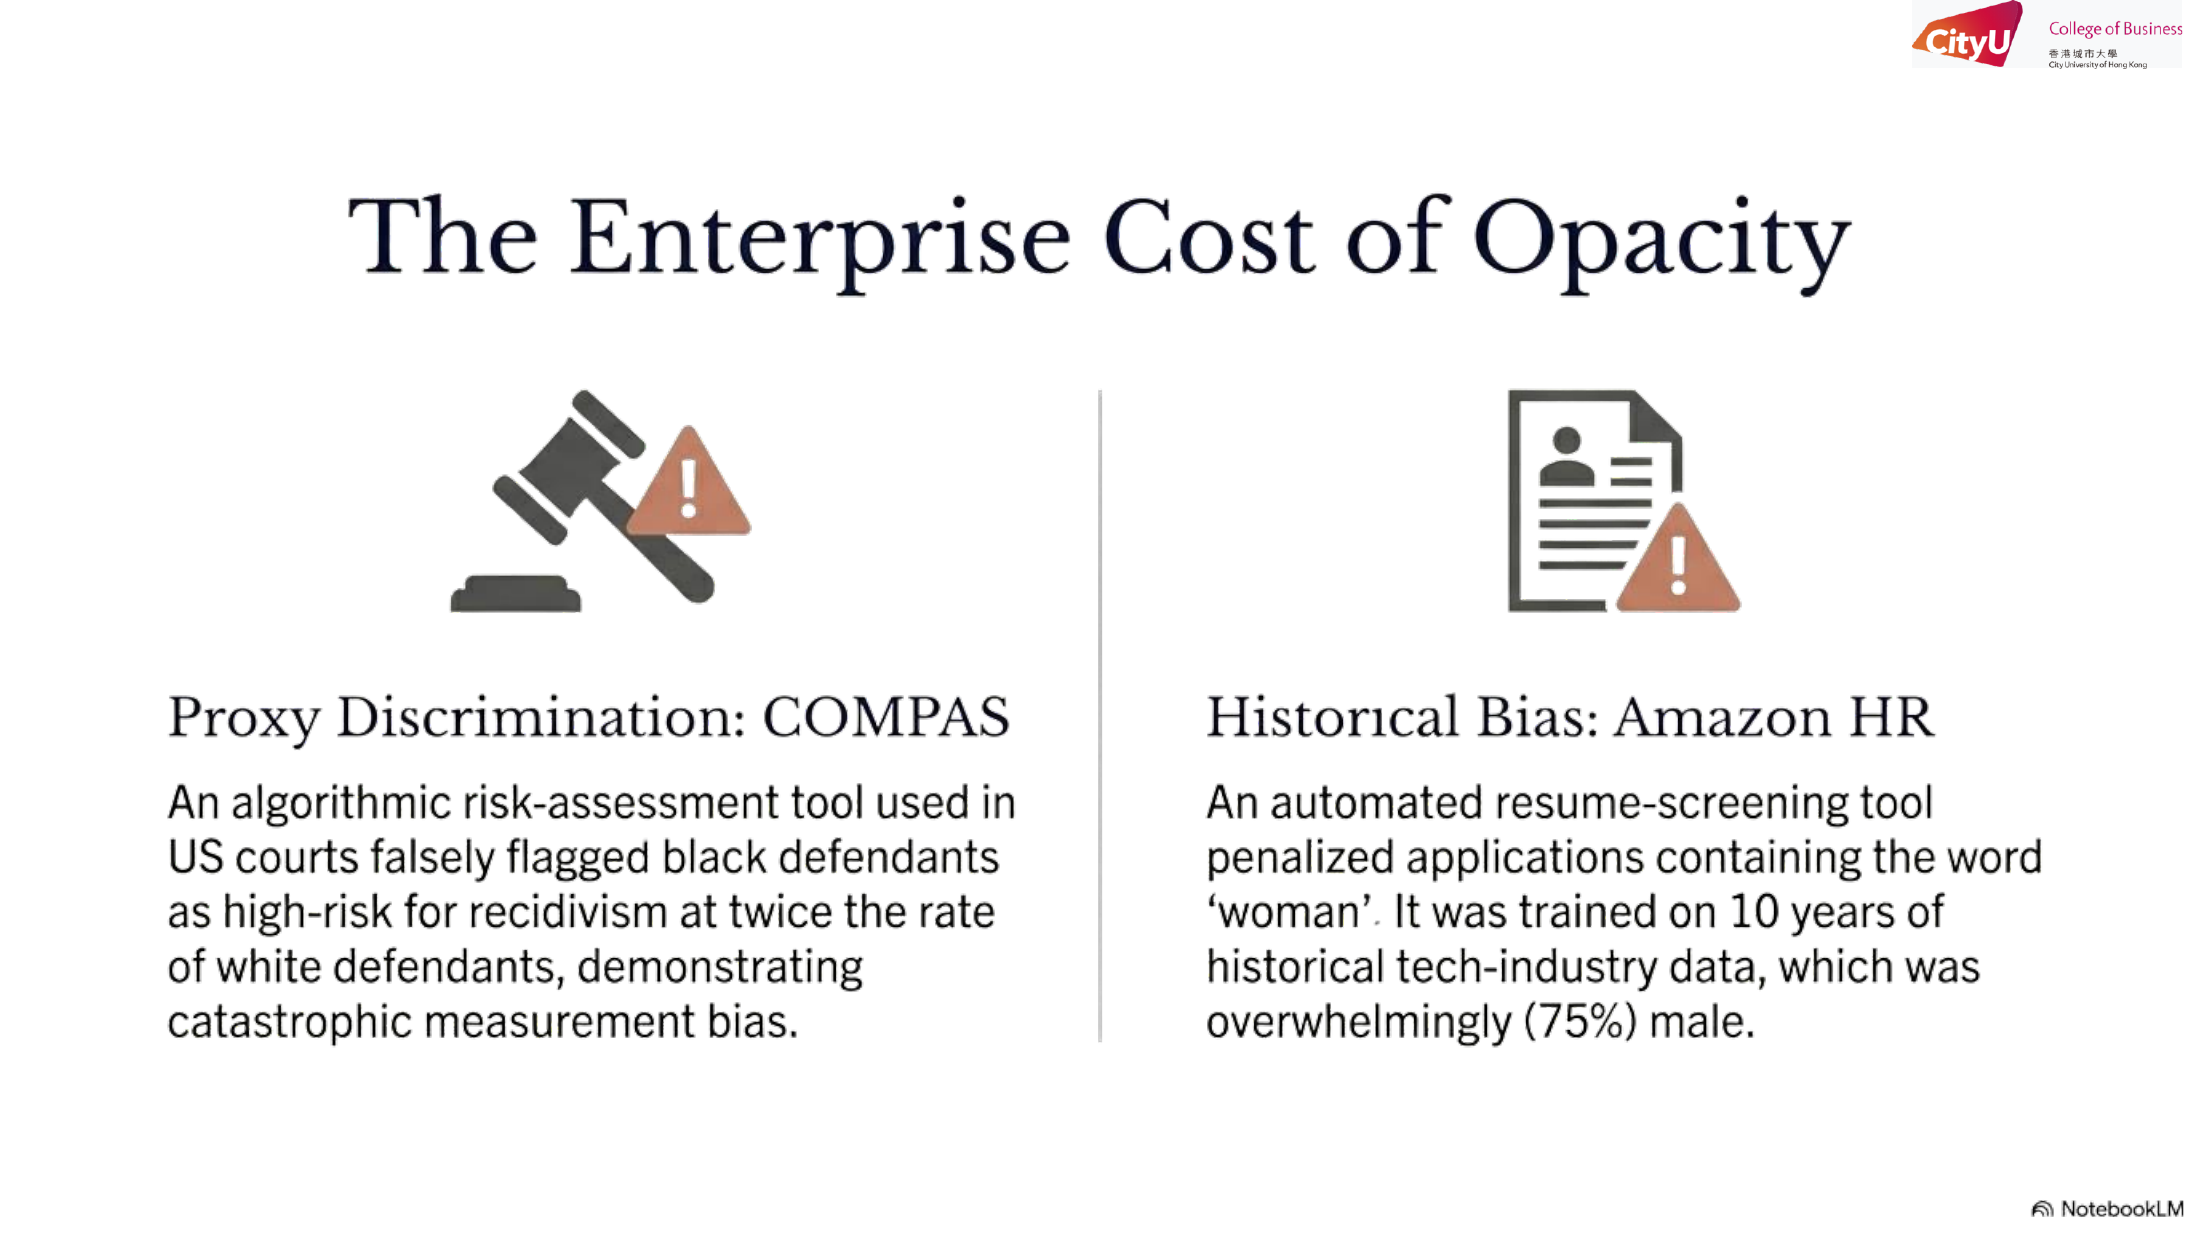 CityU
College of Business
香港城市大學
City University of Hong Kong
The Enterprise Cost of Opacity
Proxy Discrimination: COMPAS
An algorithmic risk-assessment tool used in
US courts falsely flagged black defendants
as high-risk for recidivism at twice the rate
of white defendants, demonstrating
catastrophic measurement bias.
Historıcal Bias: Amazon HR
An automated resume-screening tool
penalized applications containing the word
‘woman’. It was trained on 10 years of
historical tech-industry data, which was
overwhelmingly (75%) male.
NotebookLM